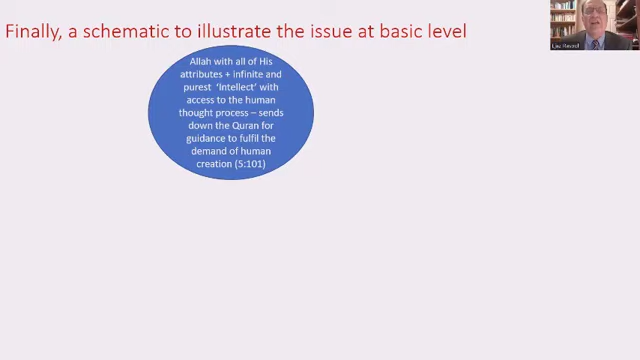 Finally, a schematic to illustrate the issue at basic level
Allah with all of His
attributes + infinite and
purest 'Intellect' with
access to the human
thought process – sends
down the Quran for
guidance to fulfil the
demand of human
creation (5:101)